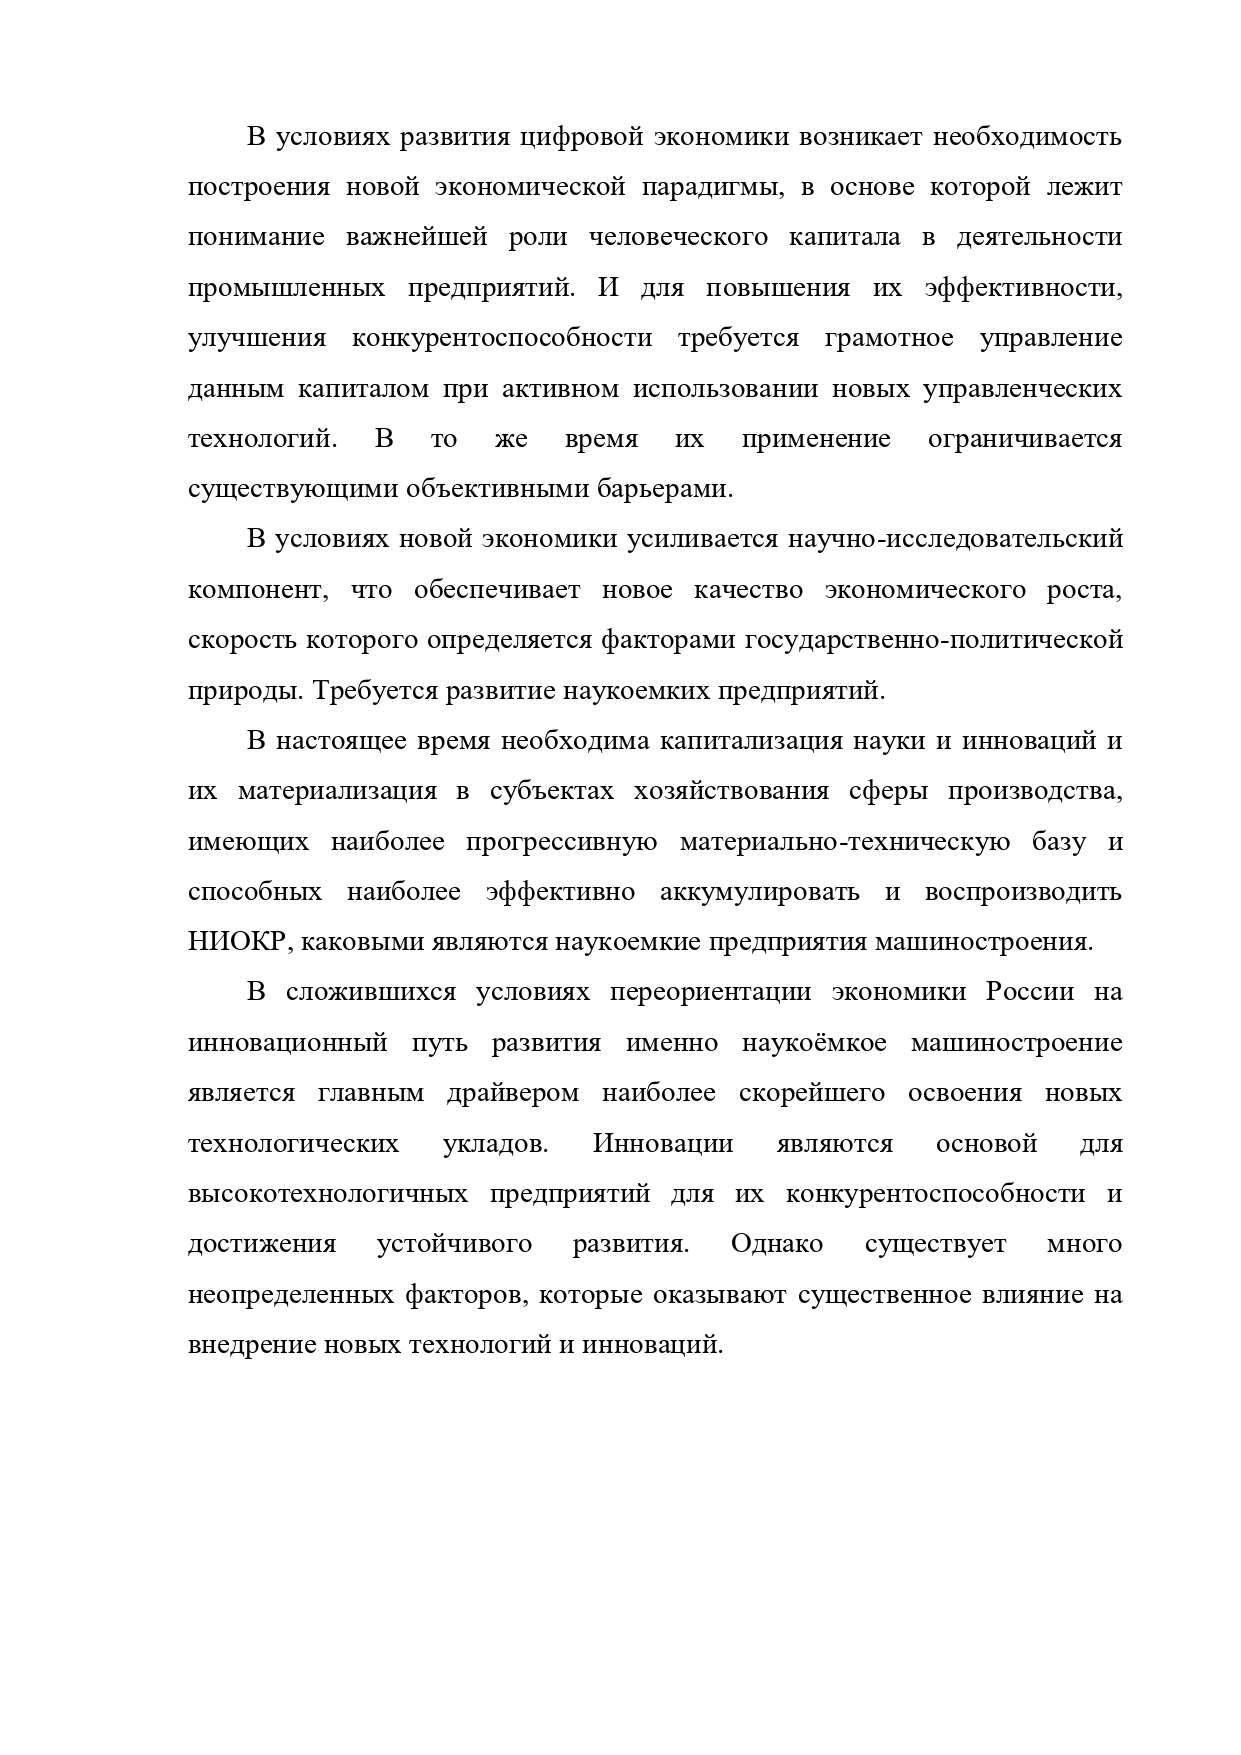 В условиях развития цифровой экономики возникает необходимость
построения новой экономической парадигмы, в основе которой лежит
понимание важнейшей роли человеческого капитала в деятельности
промышленных предприятий. И для повышения их эффективности,
улучшения конкурентоспособности требуется грамотное управление
данным капиталом при активном использовании новых управленческих
технологий. В то же время их применение ограничивается
существующими объективными барьерами.
В условиях новой экономики усиливается научно-исследовательский
компонент, что обеспечивает новое качество экономического роста,
скорость которого определяется факторами государственно-политической
природы. Требуется развитие наукоемких предприятий.
В настоящее время необходима капитализация науки и инноваций и
их материализация в субъектах хозяйствования сферы производства,
имеющих наиболее прогрессивную материально-техническую базу и
способных наиболее эффективно аккумулировать и воспроизводить
НИОКР, каковыми являются наукоемкие предприятия машиностроения.
В сложившихся условиях переориентации экономики России на
инновационный путь развития именно наукоёмкое машиностроение
является главным драйвером наиболее скорейшего освоения новых
технологических укладов. Инновации являются основой для
высокотехнологичных предприятий для их конкурентоспособности и
достижения устойчивого развития. Однако существует много
неопределенных факторов, которые оказывают существенное влияние на
внедрение новых технологий и инноваций.